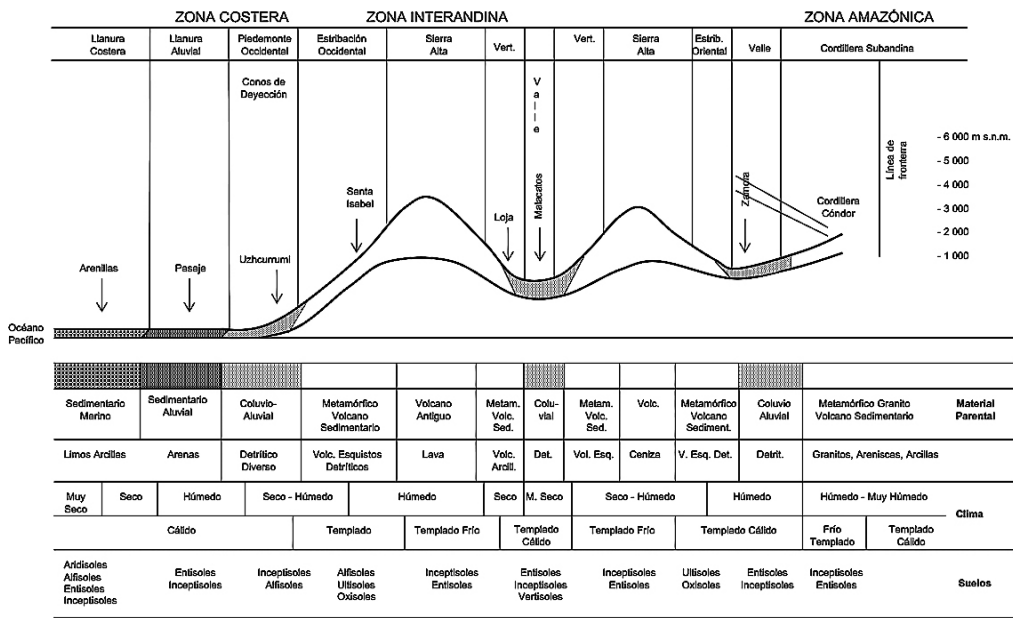 ZONA COSTERA ZONA INTERANDINA ZONA AMAZÓNICA
Llanura Costera
Llanura Aluvial
Piedemonte Occidental
Estribación Occidental
Sierra Alta
Vert.
Vert.
Sierra Alta
Estrib. Oriental
Valle
Cordillera Subandina
Conos de Deyección
Valle
- 6 000 m s.n.m.
- 5 000
- 4 000
- 3 000
- 2 000
- 1 000
Línea de fronterra
Arenillas
Pasaje
Uzhcurrumi
Santa Isabel
Loja
Malacatos
Zamora
Cordillera Cóndor
Océano Pacífico
Sedimentario Marino
Sedimentario Aluvial
Coluvio-Aluvial
Metamórfico Volcano Sedimentario
Volcano Antiguo
Metam. Volc. Sed.
Colu-vial
Metam. Volc. Sed.
Volc.
Metamórfico Volcano Sediment.
Coluvio Aluvial
Metamórfico Granito Volcano Sedimentario
Material Parental
Limos Arcillas
Arenas
Detrítico Diverso
Volc. Esquistos Detríticos
Lava
Volc. Arcill.
Det.
Vol. Esq.
Ceniza
V. Esq. Det.
Detrit.
Granitos, Areniscas, Arcillas
Muy Seco
Seco
Húmedo
Seco - Húmedo
Húmedo
Seco
M. Seco
Seco - Húmedo
Húmedo
Húmedo - Muy Húmedo
Clima
Cálido
Templado
Templado Frío
Templado Cálido
Templado Frío
Templado Cálido
Frío Templado
Templado Cálido
Aridisoles
Alfisoles
Entisoles
Inceptisoles
Entisoles
Inceptisoles
Inceptisoles
Alfisoles
Alfisoles
Ultisoles
Oxisoles
Inceptisoles
Entisoles
Entisoles
Inceptisoles
Vertisoles
Inceptisoles
Entisoles
Ultisoles
Oxisoles
Entisoles
Inceptisoles
Inceptisoles
Entisoles
Suelos